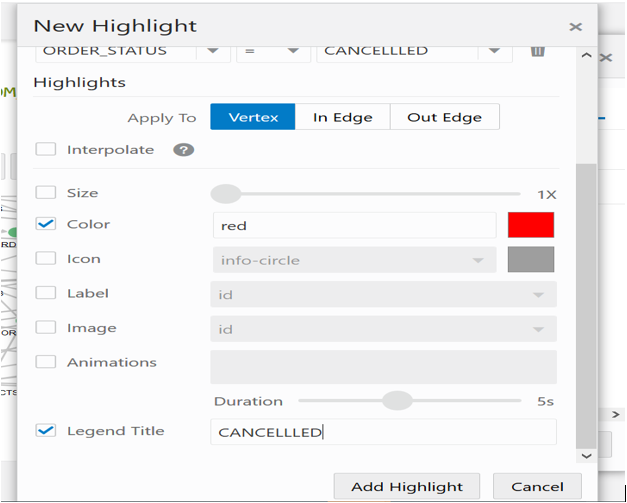 New Highlight
ORDER_STATUS = CANCELLLED
Highlights
Apply To Vertex In Edge Out Edge
Interpolate ?
Size 1X
Color red
Icon info-circle
Label id
Image id
Animations
Duration 5s
Legend Title CANCELLLED
Add Highlight Cancel